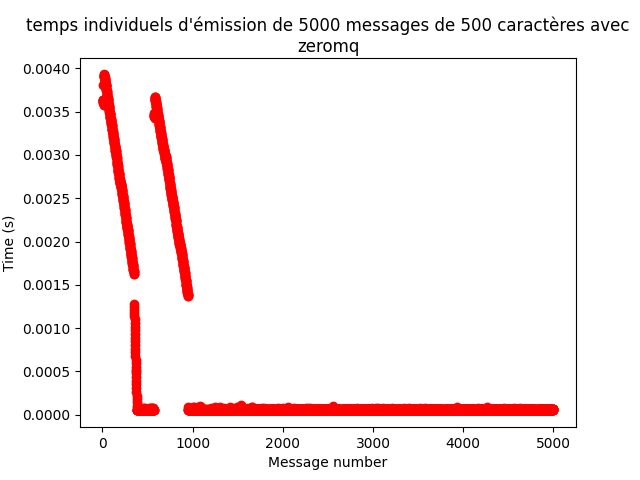 temps individuels d'émission de 5000 messages de 500 caractères avec
zeromq
0.0040
0.0035
0.0030
0.0025
0.0020
0.0015
0.0010
0.0005
0.0000
Time (s)
0 1000 2000 3000 4000 5000
Message number